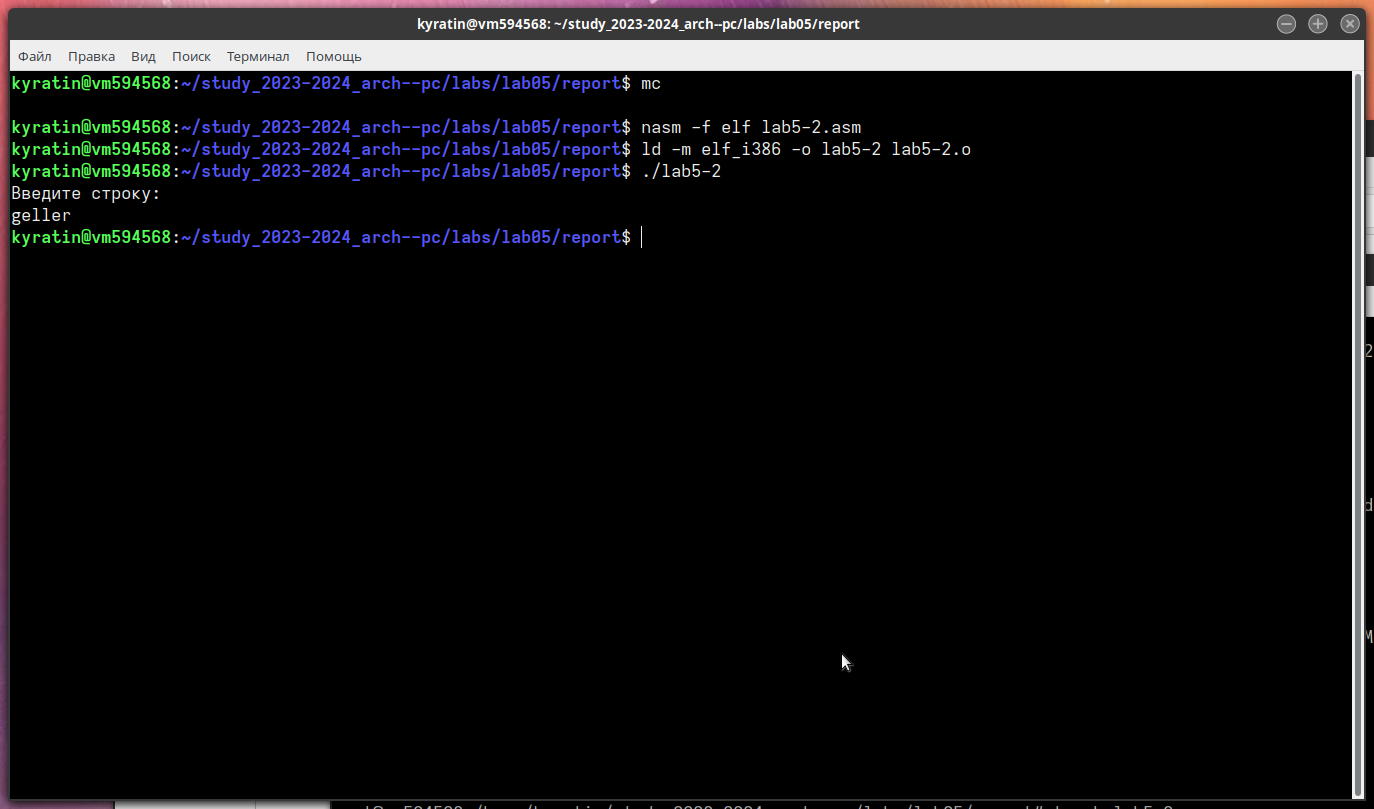 kyratin@vm594568: ~/study_2023-2024_arch--pc/labs/lab05/report
Файл Правка Вид Поиск Терминал Помощь
kyratin@vm594568:~/study_2023-2024_arch--pc/labs/lab05/report$ mc
kyratin@vm594568:~/study_2023-2024_arch--pc/labs/lab05/report$ nasm -f elf lab5-2.asm
kyratin@vm594568:~/study_2023-2024_arch--pc/labs/lab05/report$ ld -m elf_i386 -o lab5-2 lab5-2.o
kyratin@vm594568:~/study_2023-2024_arch--pc/labs/lab05/report$ ./lab5-2
Введите строку:
geller
kyratin@vm594568:~/study_2023-2024_arch--pc/labs/lab05/report$